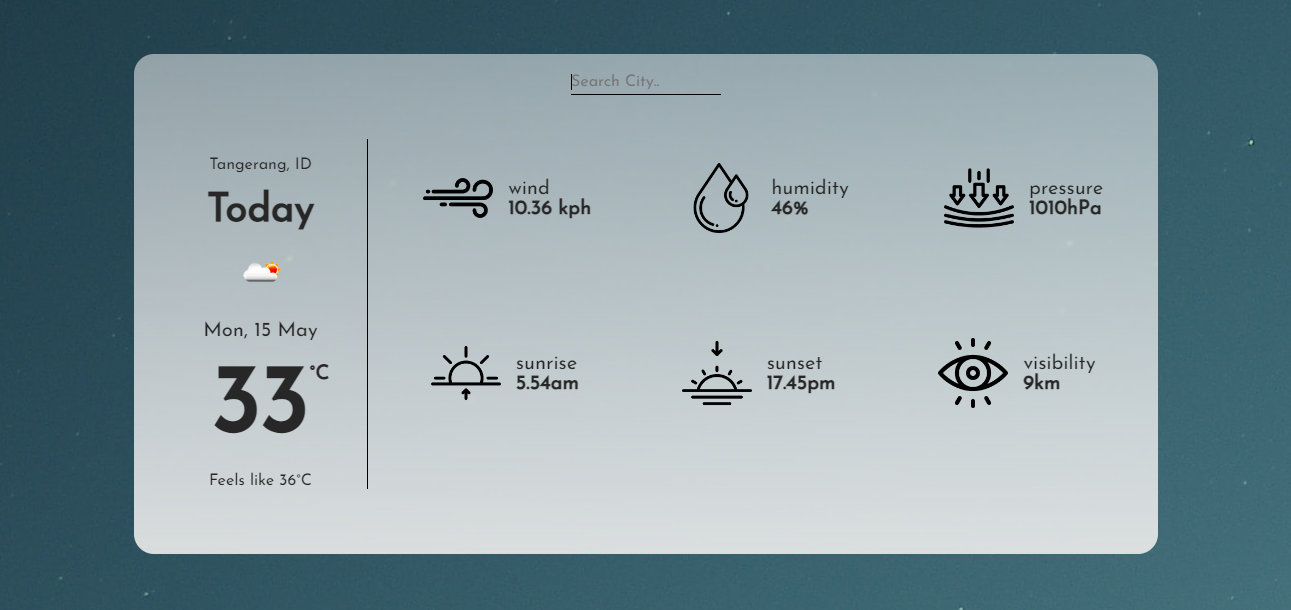 Search City..
Tangerang, ID
Today
Mon, 15 May
33°C
Feels like 36°C
wind
10.36 kph
humidity
46%
pressure
1010hPa
sunrise
5.54am
sunset
17.45pm
visibility
9km